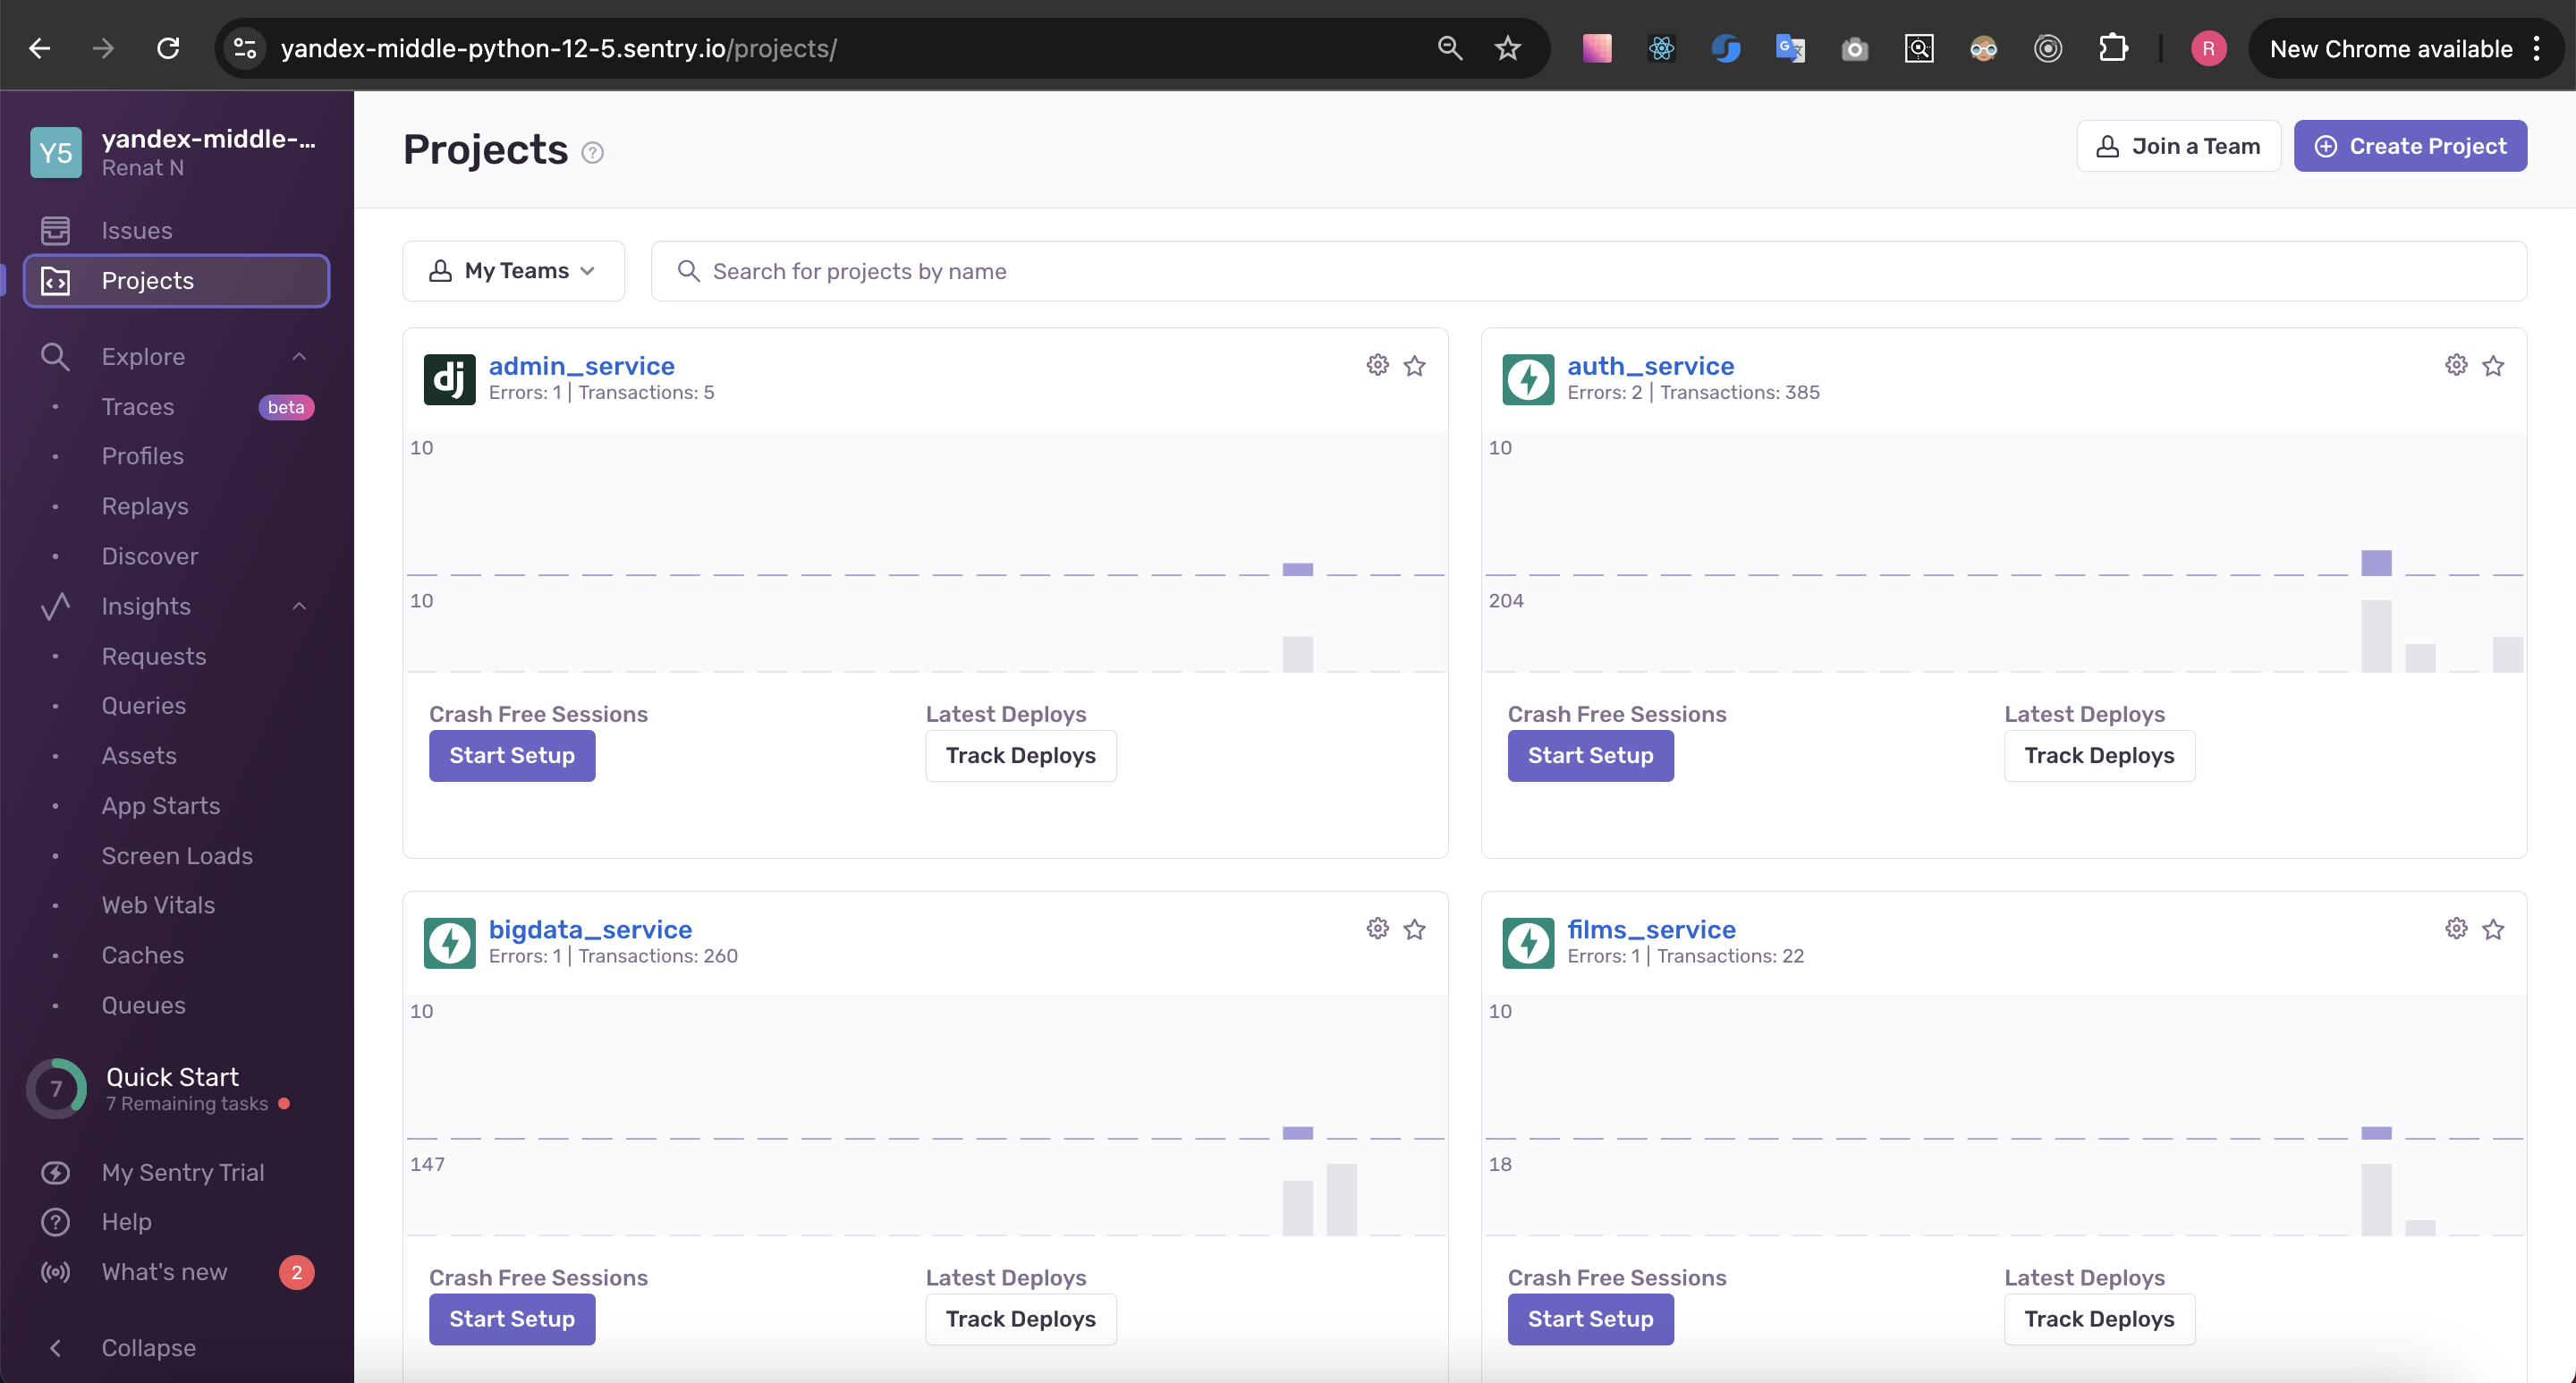 yandex-middle-python-12-5.sentry.io/projects/
R
New Chrome available
Y5
yandex-middle-...
Renat N
Issues
Projects
Explore
Traces
beta
Profiles
Replays
Discover
Insights
Requests
Queries
Assets
App Starts
Screen Loads
Web Vitals
Caches
Queues
7
Quick Start
7 Remaining tasks
My Sentry Trial
Help
What's new
2
Collapse
Projects
Join a Team
Create Project
My Teams
Search for projects by name
dj
admin_service
Errors: 1 | Transactions: 5
10
10
Crash Free Sessions
Latest Deploys
Start Setup
Track Deploys
auth_service
Errors: 2 | Transactions: 385
10
204
Crash Free Sessions
Latest Deploys
Start Setup
Track Deploys
bigdata_service
Errors: 1 | Transactions: 260
10
147
Crash Free Sessions
Latest Deploys
Start Setup
Track Deploys
films_service
Errors: 1 | Transactions: 22
10
18
Crash Free Sessions
Latest Deploys
Start Setup
Track Deploys